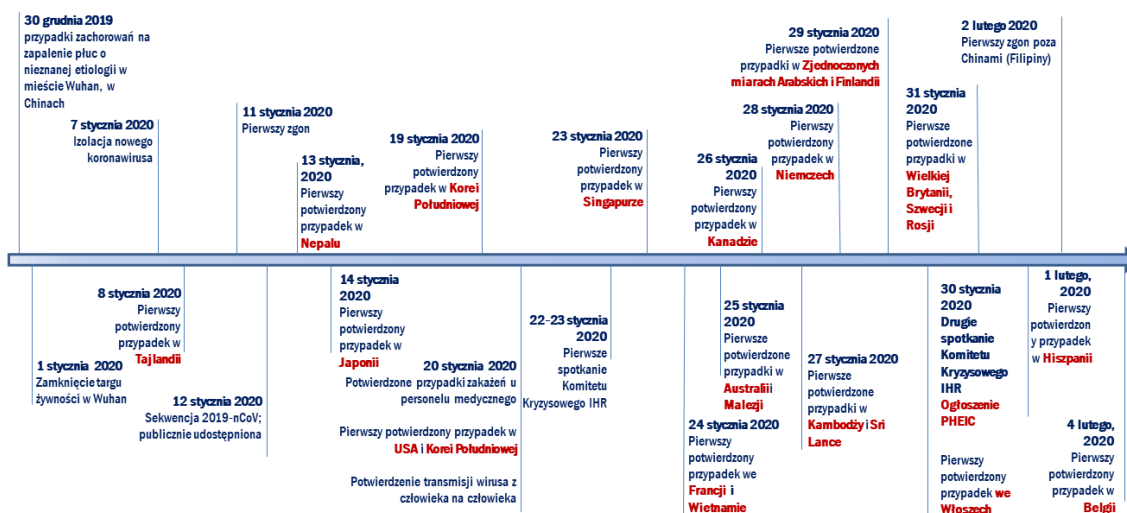 30 grudnia 2019
przypadki zachorowań na
zapalenie płuc o
nieznanej etiologii w
mieście Wuhan, w
Chinach
7 stycznia 2020
Izolacja nowego
koronawirusa
11 stycznia 2020
Pierwszy zgon
13 stycznia,
2020
Pierwszy
potwierdzony
przypadek w
Nepalu
19 stycznia 2020
Pierwszy
potwierdzony
przypadek w Korei
Południowej
23 stycznia 2020
Pierwszy
potwierdzony
przypadek w
Singapurze
26 stycznia
2020
Pierwszy
potwierdzony
przypadek w
Kanadzie
28 stycznia 2020
Pierwszy
potwierdzony
przypadek w
Niemczech
29 stycznia 2020
Pierwsze potwierdzone
przypadki w Zjednoczonych
miarach Arabskich i Finlandii
31 stycznia
2020
Pierwsze
potwierdzone
przypadki w
Wielkiej
Brytanii,
Szwecji i
Rosji
2 lutego 2020
Pierwszy zgon poza
Chinami (Filipiny)
1 stycznia 2020
Zamknięcie targu
żywności w Wuhan
8 stycznia 2020
Pierwszy
potwierdzony
przypadek w
Tajlandii
12 stycznia 2020
Sekwencja 2019-nCoV;
publicznie udostępniona
14 stycznia
2020
Pierwszy
potwierdzony
przypadek w
Japonii
20 stycznia 2020
Potwierdzone przypadki zakażeń u
personelu medycznego
Pierwszy potwierdzony przypadek w
USA i Korei Południowej
Potwierdzenie transmisji wirusa z
człowieka na człowieka
22-23 stycznia
2020
Pierwsze
spotkanie
Komitetu
Kryzysowego IHR
24 stycznia 2020
Pierwszy
potwierdzony
przypadek we
Francji i
Wietnamie
25 stycznia
2020
Pierwsze
potwierdzone
przypadki w
Australii i
Malezji
27 stycznia 2020
Pierwsze
potwierdzone
przypadki w
Kambodży i Sri
Lance
30 stycznia
2020
Drugie
spotkanie
Komitetu
Kryzysowego
IHR
Ogłoszenie
PHEIC
Pierwszy
potwierdzony
przypadek we
Włoszech
1 lutego,
2020
Pierwszy
potwierdzon
y przypadek
w Hiszpanii
4 lutego,
2020
Pierwszy
potwierdzony
przypadek w
Belgii